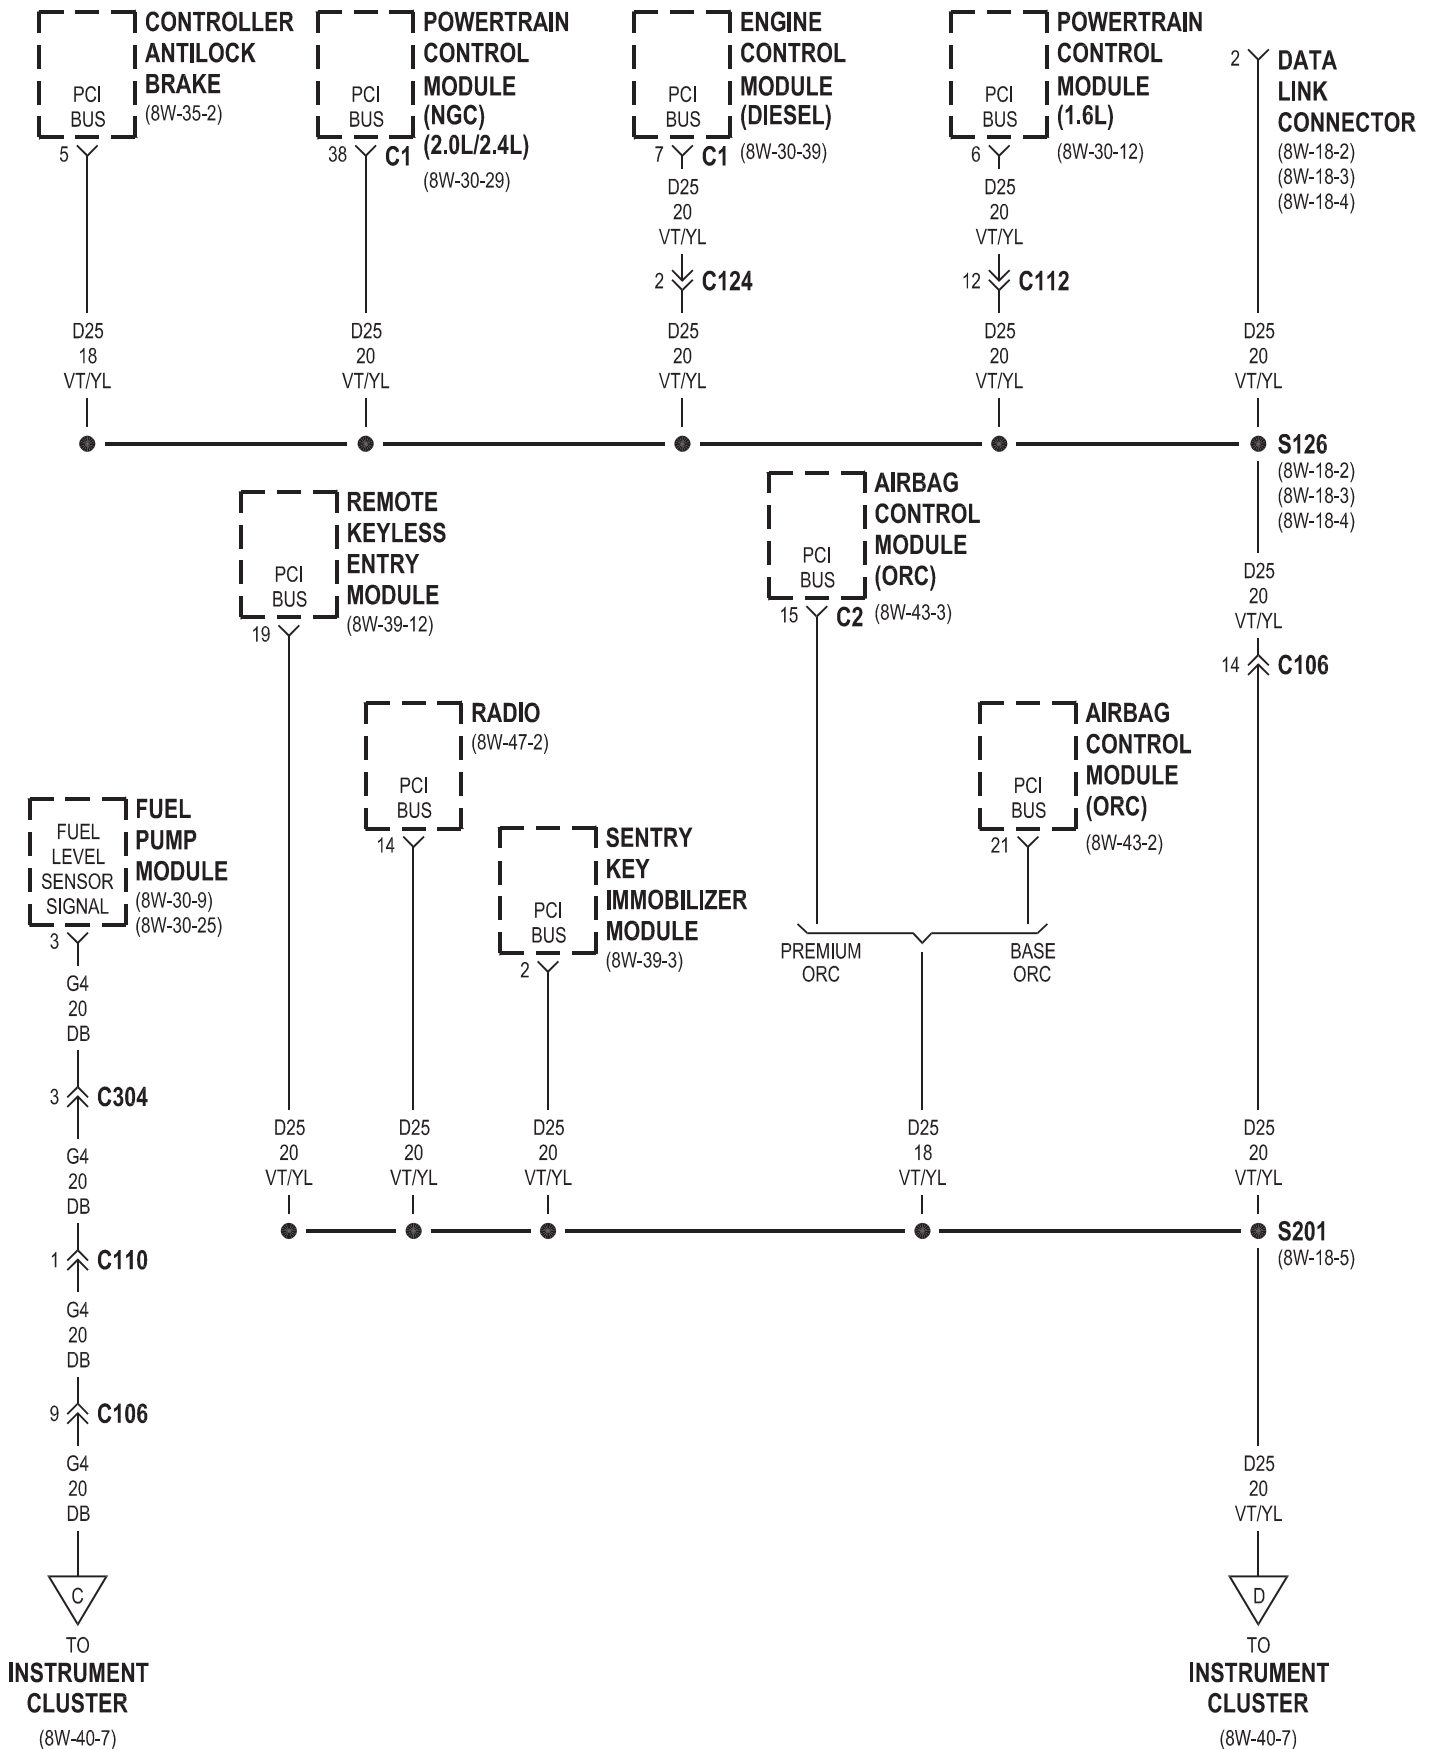 CONTROLLER
ANTILOCK
BRAKE
(8W-35-2)
PCI
BUS
5
POWERTRAIN
CONTROL
MODULE
(NGC)
(2.0L/2.4L)
(8W-30-29)
PCI
BUS
38
C1
ENGINE
CONTROL
MODULE
(DIESEL)
(8W-30-39)
PCI
BUS
7
C1
D25
20
VT/YL
2
C124
POWERTRAIN
CONTROL
MODULE
(1.6L)
(8W-30-12)
PCI
BUS
6
D25
20
VT/YL
12
C112
2
DATA
LINK
CONNECTOR
(8W-18-2)
(8W-18-3)
(8W-18-4)
D25
18
VT/YL
D25
20
VT/YL
D25
20
VT/YL
D25
20
VT/YL
D25
20
VT/YL
S126
(8W-18-2)
(8W-18-3)
(8W-18-4)
REMOTE
KEYLESS
ENTRY
MODULE
(8W-39-12)
PCI
BUS
19
AIRBAG
CONTROL
MODULE
(ORC)
(8W-43-3)
PCI
BUS
15
C2
D25
20
VT/YL
14
C106
RADIO
(8W-47-2)
PCI
BUS
14
AIRBAG
CONTROL
MODULE
(ORC)
(8W-43-2)
PCI
BUS
21
FUEL
PUMP
MODULE
(8W-30-9)
(8W-30-25)
FUEL
LEVEL
SENSOR
SIGNAL
3
SENTRY
KEY
IMMOBILIZER
MODULE
(8W-39-3)
PCI
BUS
2
PREMIUM
ORC
BASE
ORC
G4
20
DB
3
C304
G4
20
DB
D25
20
VT/YL
D25
20
VT/YL
D25
20
VT/YL
D25
18
VT/YL
D25
20
VT/YL
S201
(8W-18-5)
1
C110
G4
20
DB
9
C106
G4
20
DB
D25
20
VT/YL
C
TO
INSTRUMENT
CLUSTER
(8W-40-7)
D
TO
INSTRUMENT
CLUSTER
(8W-40-7)